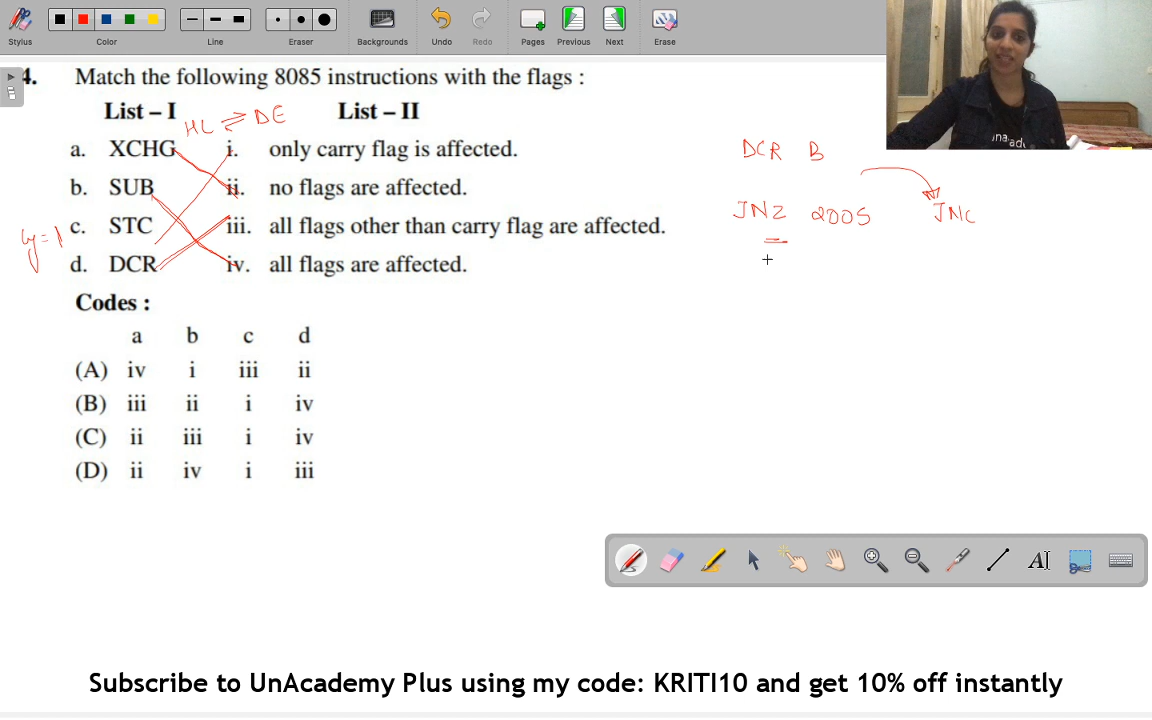 Stylus Color Line Eraser Backgrounds Undo Redo Pages Previous Next Erase
4. Match the following 8085 instructions with the flags :
List – I List – II
HL ⇌ DE
a. XCHG i. only carry flag is affected.
b. SUB ii. no flags are affected.
c. STC iii. all flags other than carry flag are affected.
cy=1
d. DCR iv. all flags are affected.
DCR B
JNZ 2005 JNC
Codes :
a b c d
(A) iv i iii ii
(B) iii ii i iv
(C) ii iii i iv
(D) ii iv i iii
AI
Subscribe to UnAcademy Plus using my code: KRITI10 and get 10% off instantly